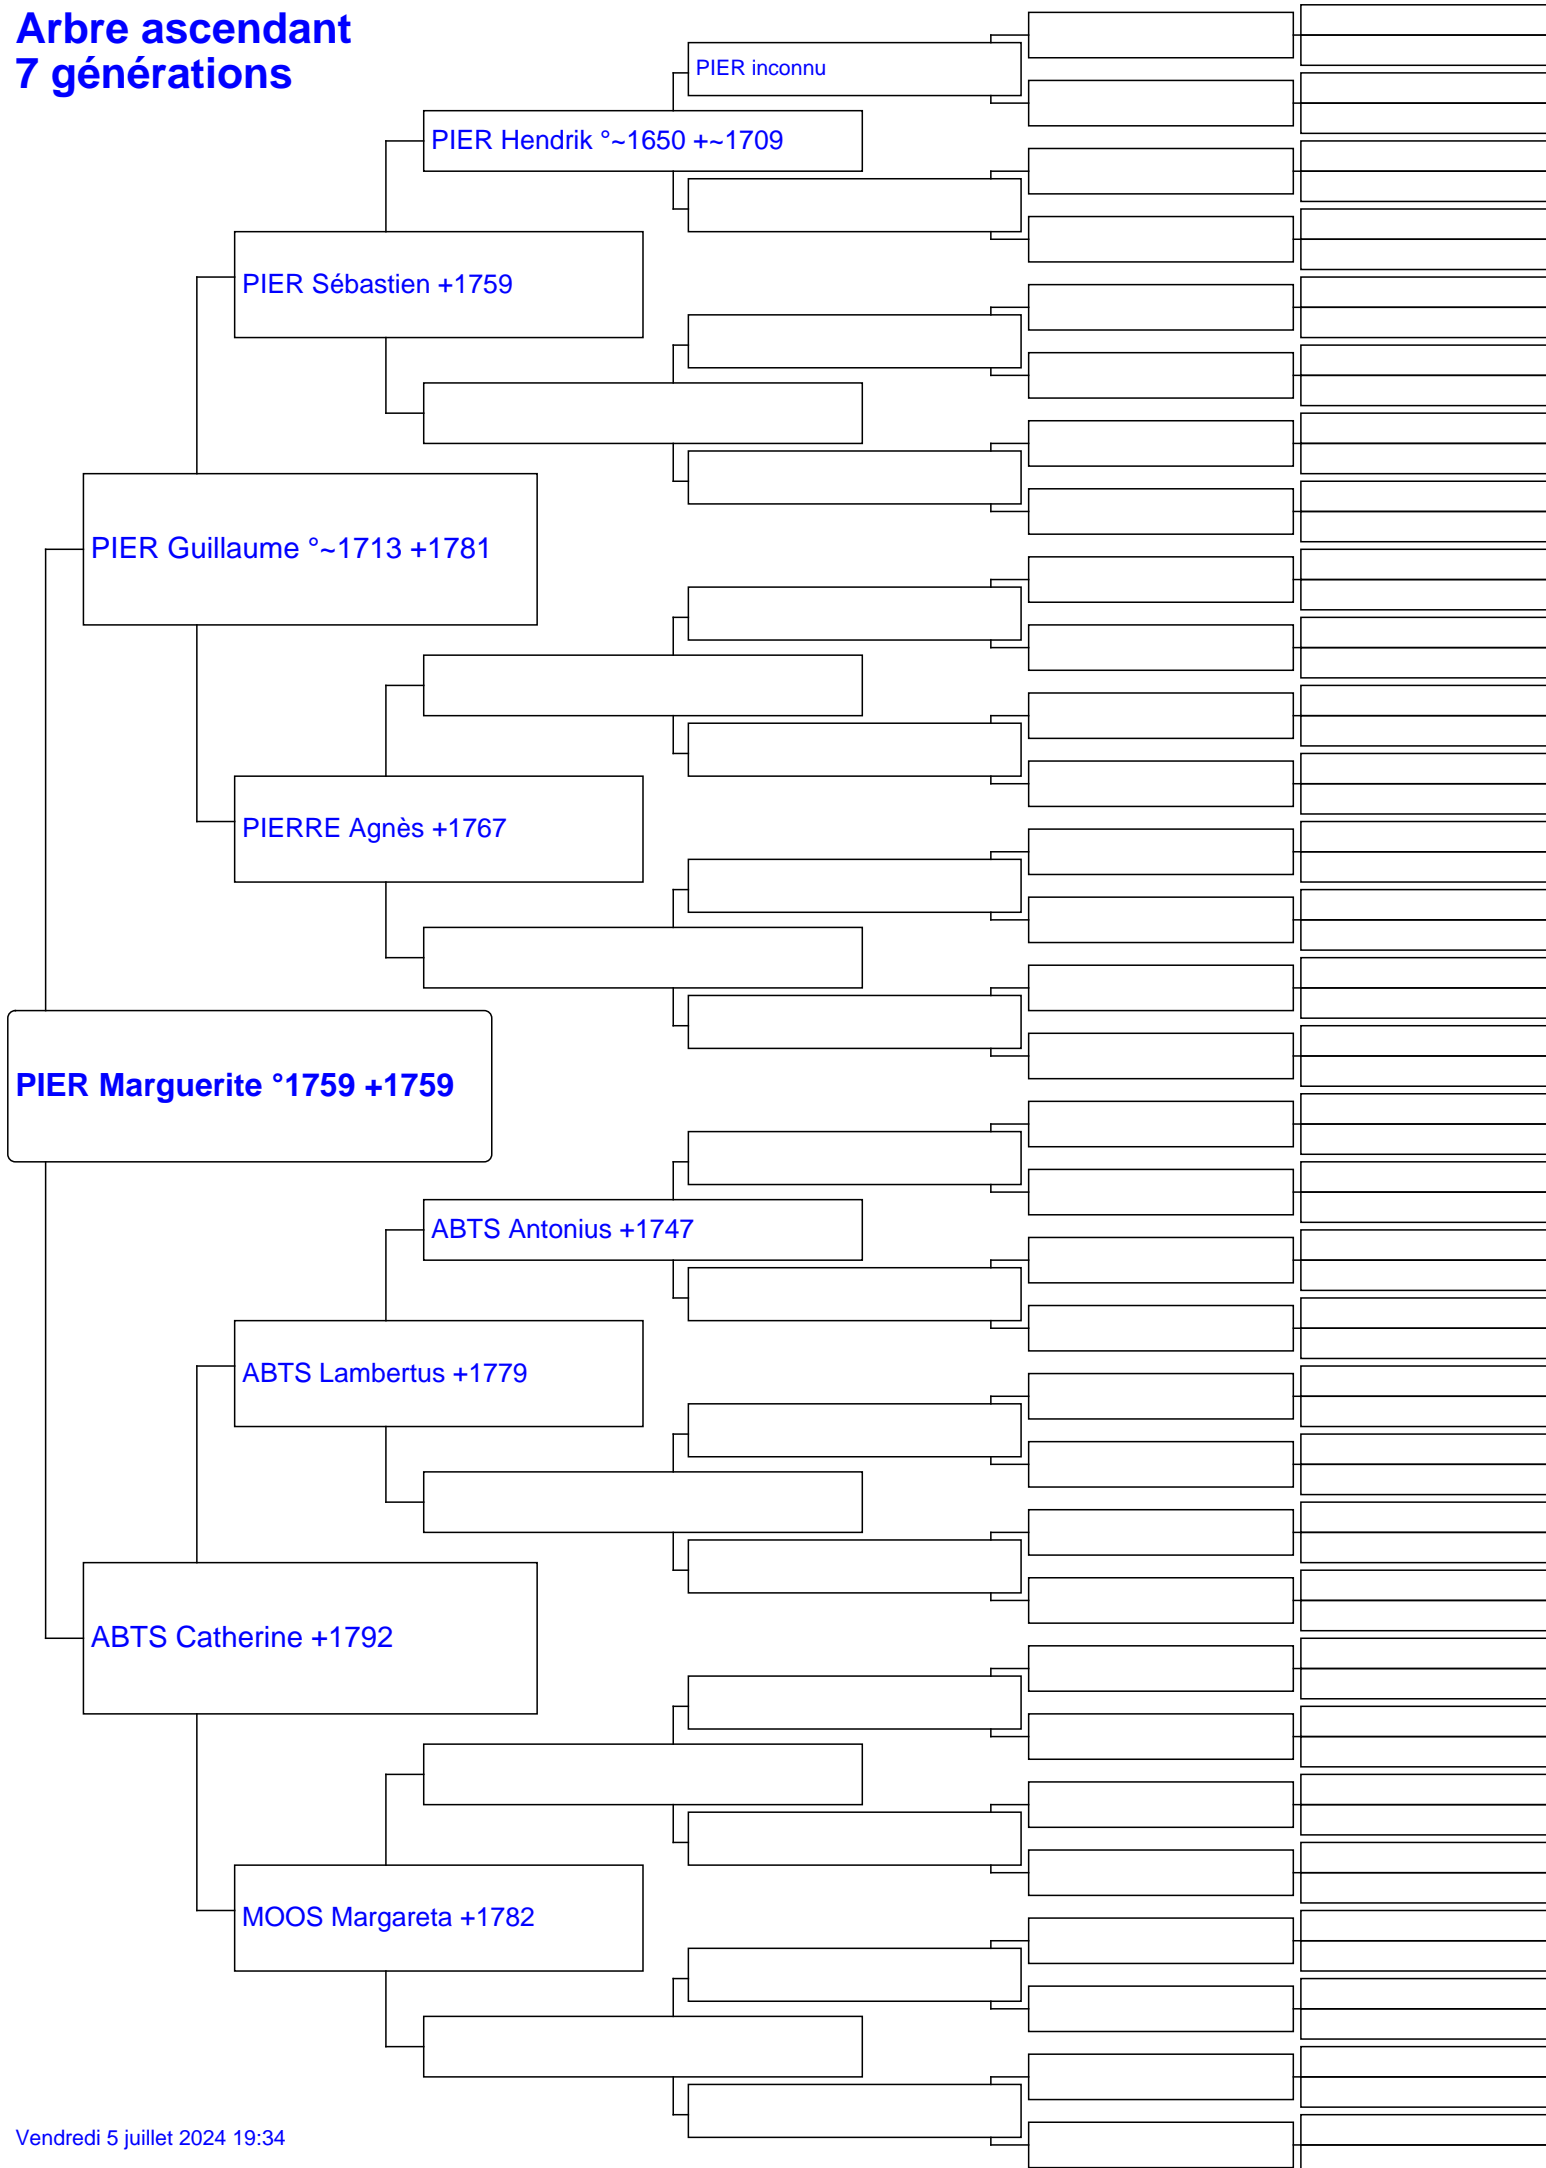 Arbre ascendant
7 générations
PIER inconnu
PIER Hendrik °~1650 +~1709
PIER Sébastien +1759
PIER Guillaume °~1713 +1781
PIERRE Agnès +1767
PIER Marguerite °1759 +1759
ABTS Antonius +1747
ABTS Lambertus +1779
ABTS Catherine +1792
MOOS Margareta +1782
Vendredi 5 juillet 2024 19:34